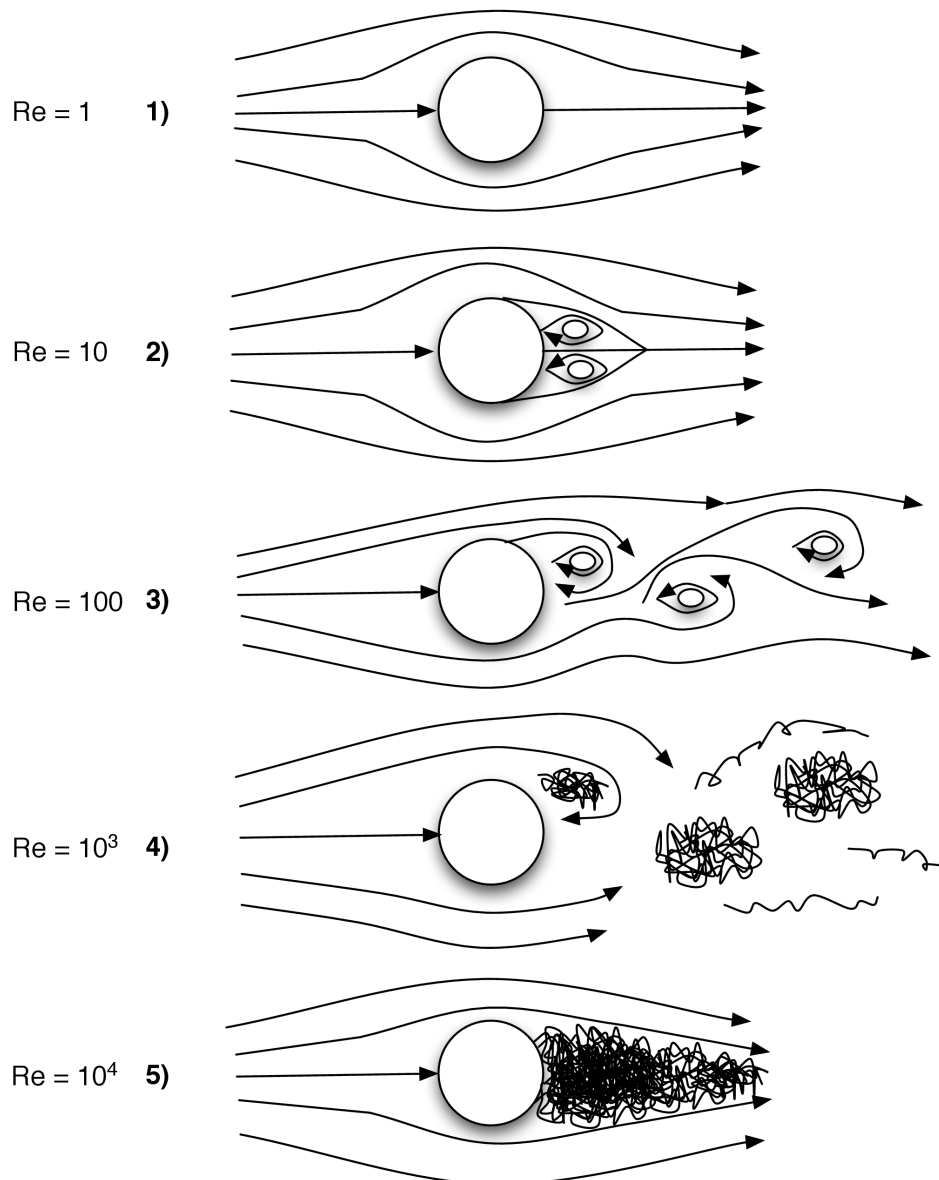 Re = 1 1)
Re = 10 2)
Re = 100 3)
Re = 10³ 4)
Re = 10⁴ 5)